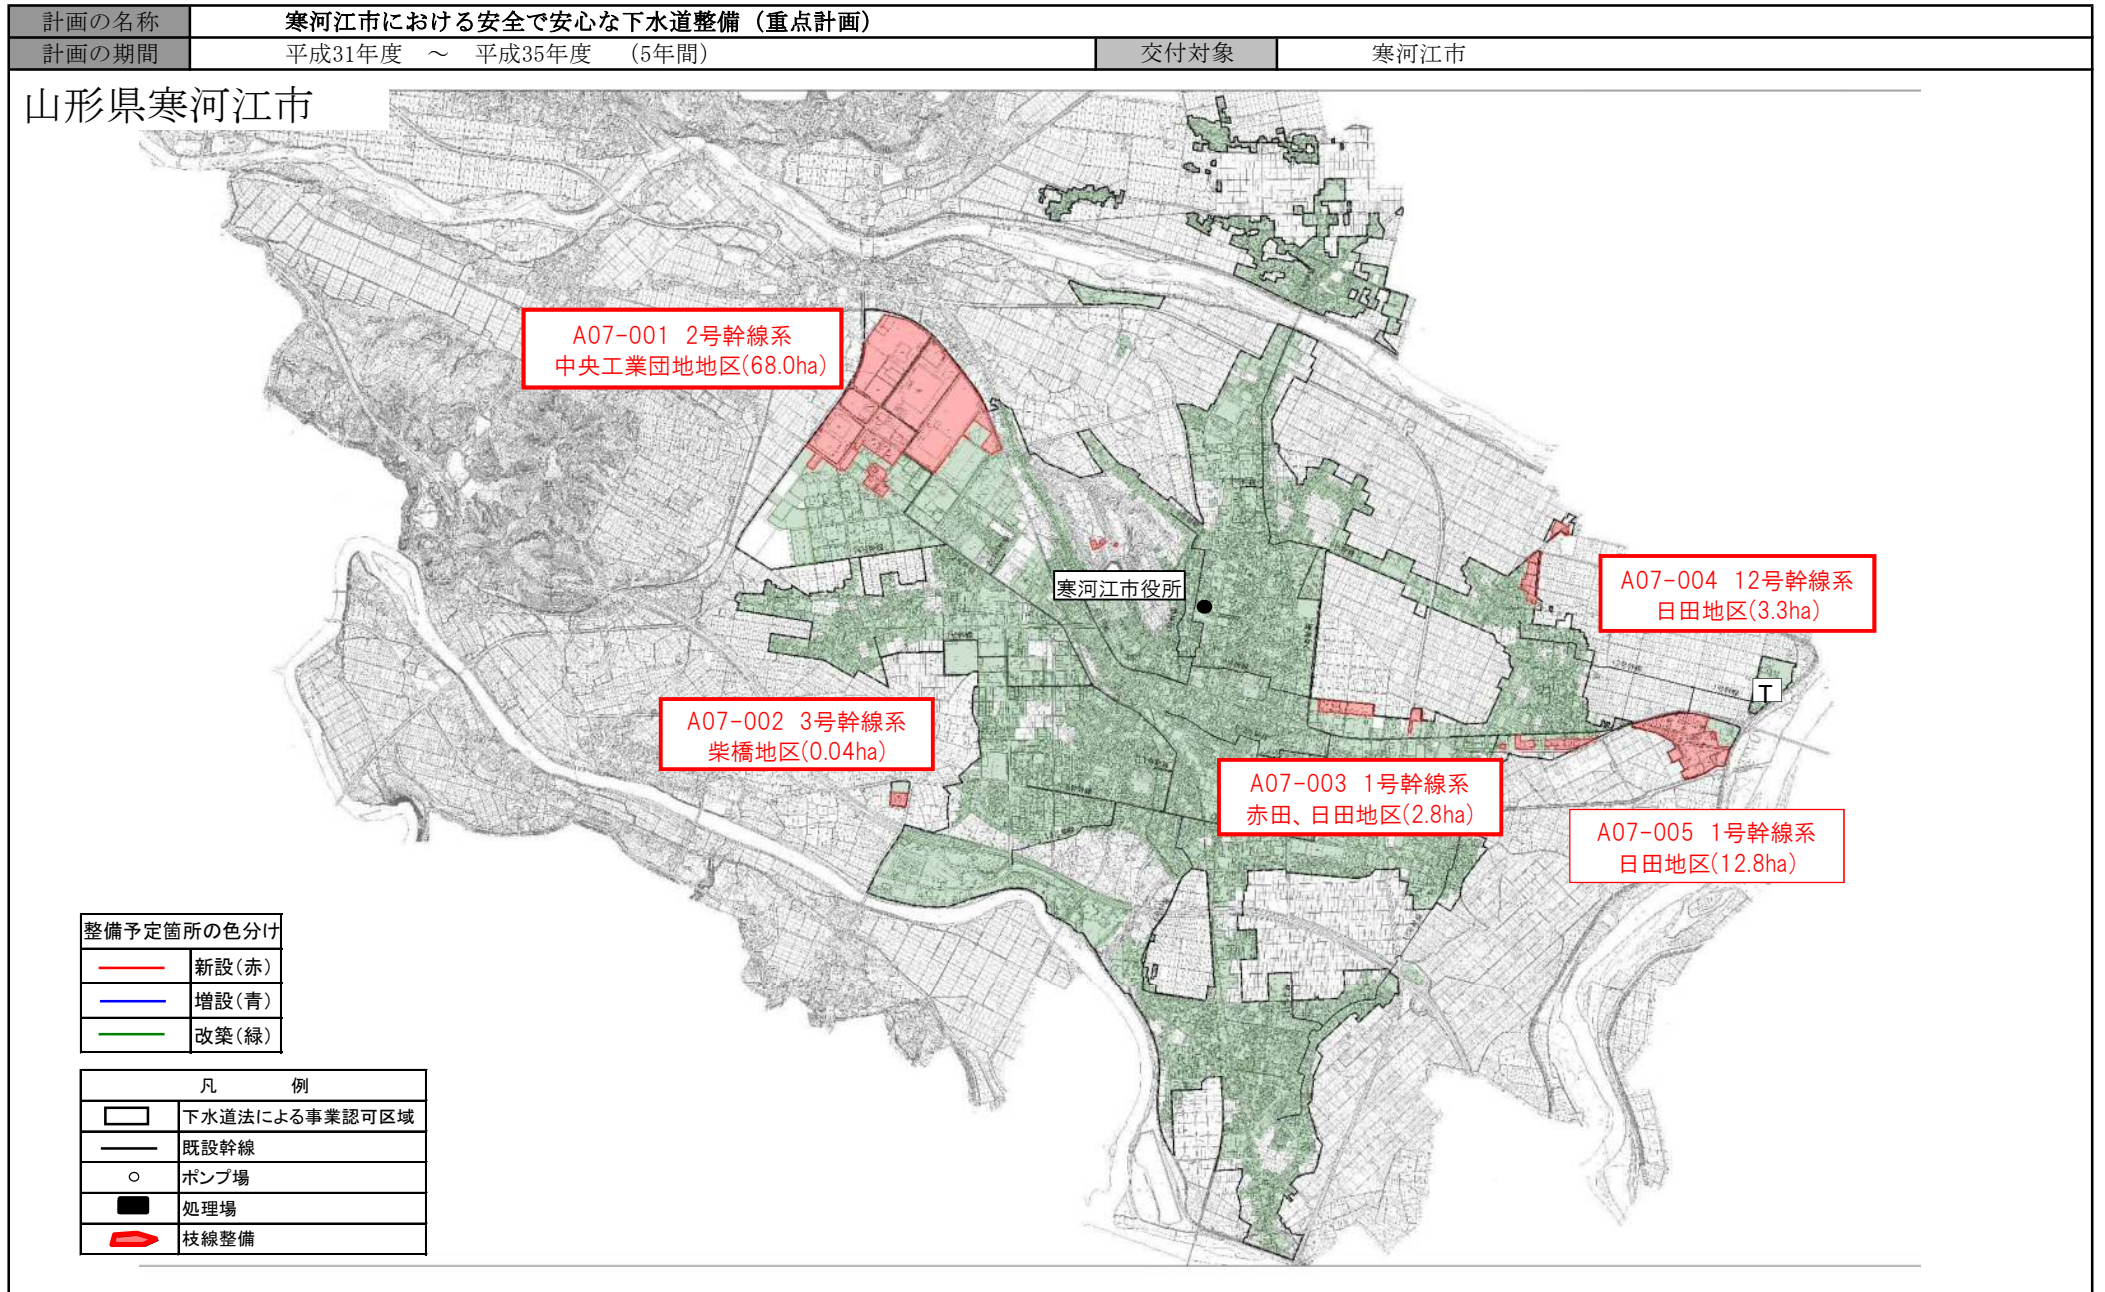 計画の名称
寒河江市における安全で安心な下水道整備（重点計画）
計画の期間
平成31年度　～　平成35年度　（5年間）
交付対象
寒河江市
山形県寒河江市
A07-001 2号幹線系
中央工業団地地区(68.0ha)
寒河江市役所
A07-004 12号幹線系
日田地区(3.3ha)
T
A07-002 3号幹線系
柴橋地区(0.04ha)
A07-003 1号幹線系
赤田、日田地区(2.8ha)
A07-005 1号幹線系
日田地区(12.8ha)
整備予定箇所の色分け
新設（赤）
増設（青）
改築（緑）
凡　例
下水道法による事業認可区域
既設幹線
ポンプ場
処理場
枝線整備